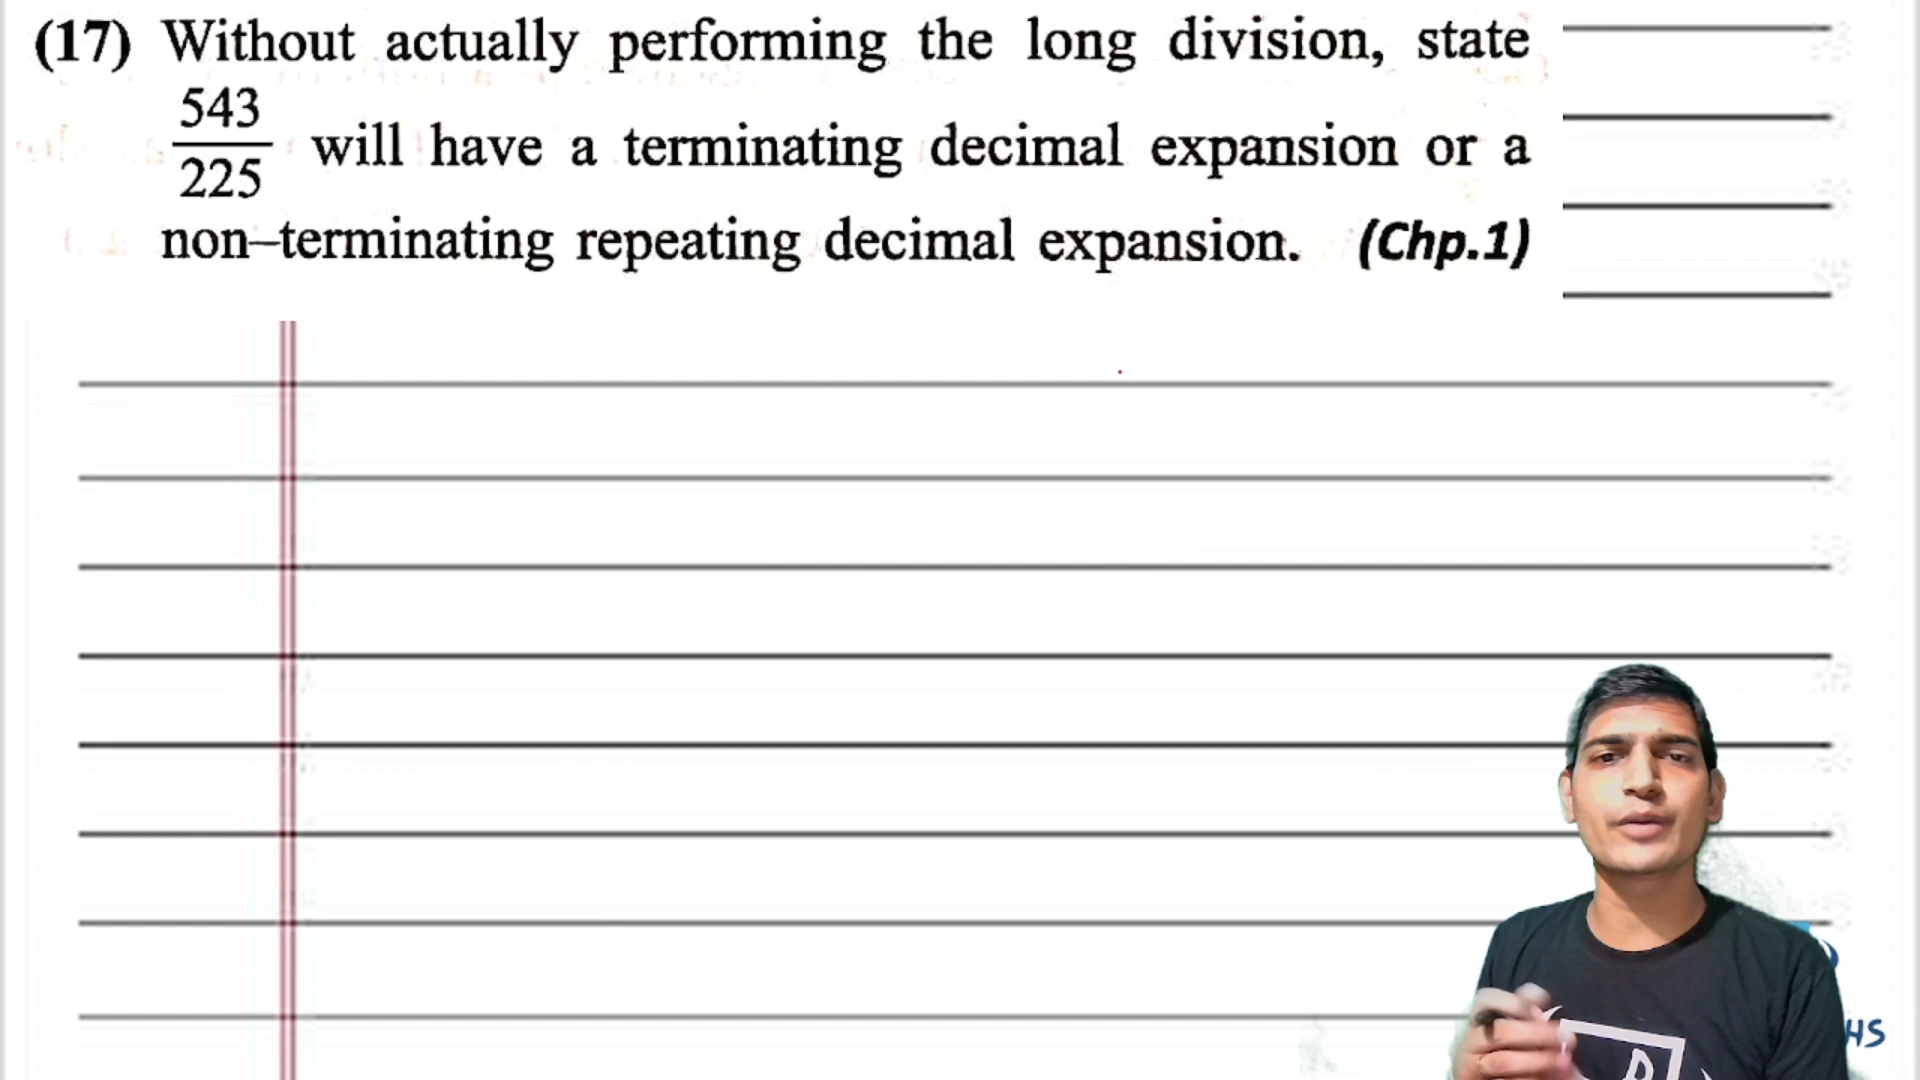 (17) Without actually performing the long division, state
543
225
will have a terminating decimal expansion or a
non–terminating repeating decimal expansion. (Chp.1)
HS